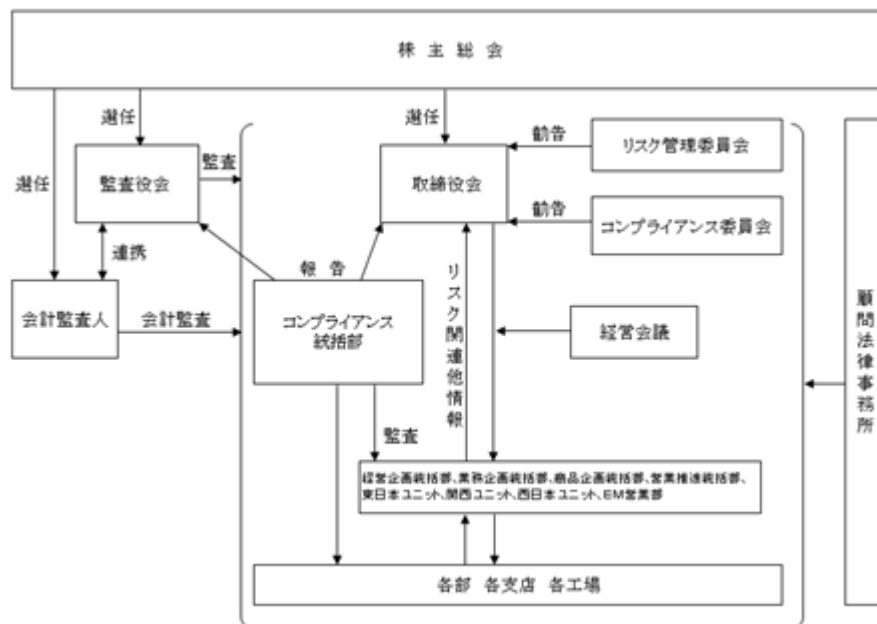 株主総会
選任
選任
選任
監査役会
監査
取締役会
勧告
リスク管理委員会
勧告
コンプライアンス委員会
連携
報告
会計監査人
会計監査
コンプライアンス
統括部
リスク関連他情報
経営会議
顧問法律事務所
監査
経営企画統括部、業務企画統括部、商品企画統括部、営業推進統括部、
東日本ユニット、関西ユニット、西日本ユニット、EM営業部
各部 各支店 各工場